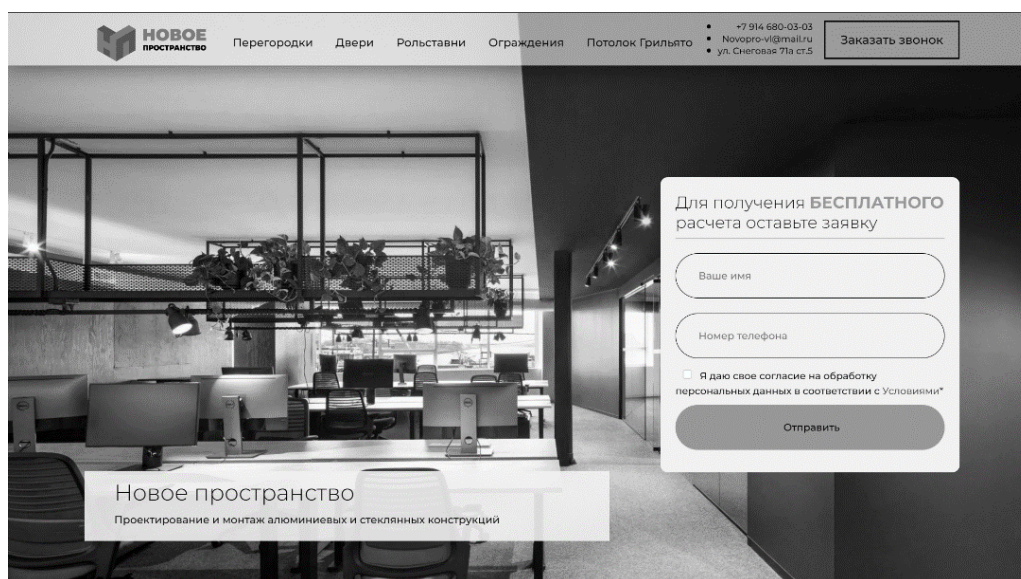 НОВОЕ
ПРОСТРАНСТВО
Перегородки
Двери
Рольставни
Ограждения
Потолок Грильято
+7 914 680-03-03
Novopro-vl@mail.ru
ул. Снеговая 71а ст.5
Заказать звонок
Для получения БЕСПЛАТНОГО
расчета оставьте заявку
Ваше имя
Номер телефона
Я даю свое согласие на обработку
персональных данных в соответствии с Условиями*
Отправить
Новое пространство
Проектирование и монтаж алюминиевых и стеклянных конструкций